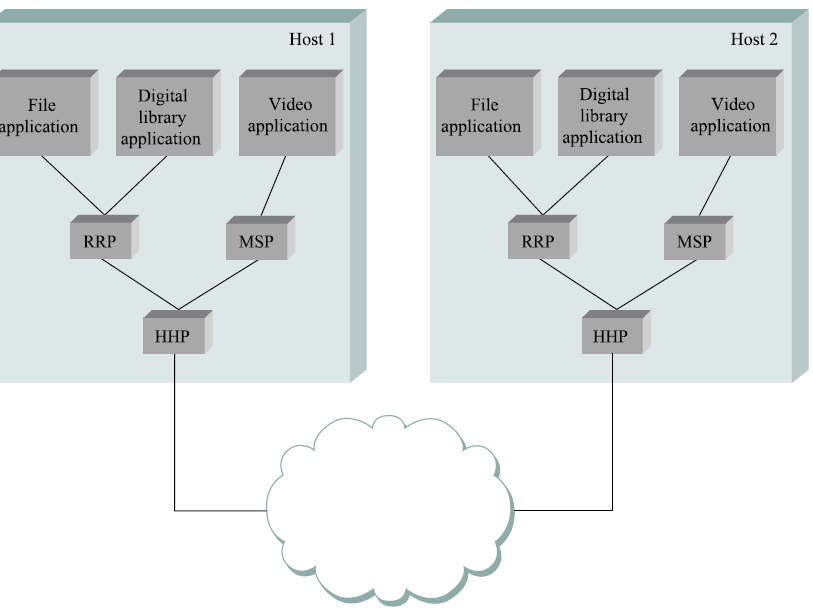 Host 1
File
application
Digital
library
application
Video
application
RRP
MSP
HHP
Host 2
File
application
Digital
library
application
Video
application
RRP
MSP
HHP